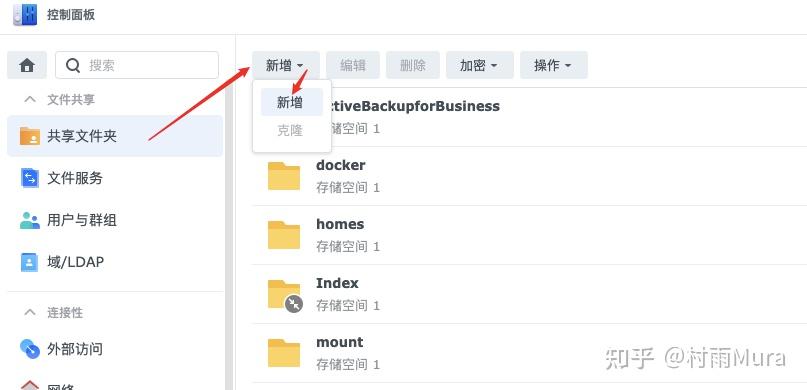 控制面板
搜索
文件共享
共享文件夹
文件服务
用户与群组
域/LDAP
连接性
外部访问
网络
新增 编辑 删除 加密 操作
新增
克隆
ctiveBackupforBusiness
存储空间 1
docker
存储空间 1
homes
存储空间 1
Index
存储空间 1
mount
存储空间 1
知乎 @村雨Mura